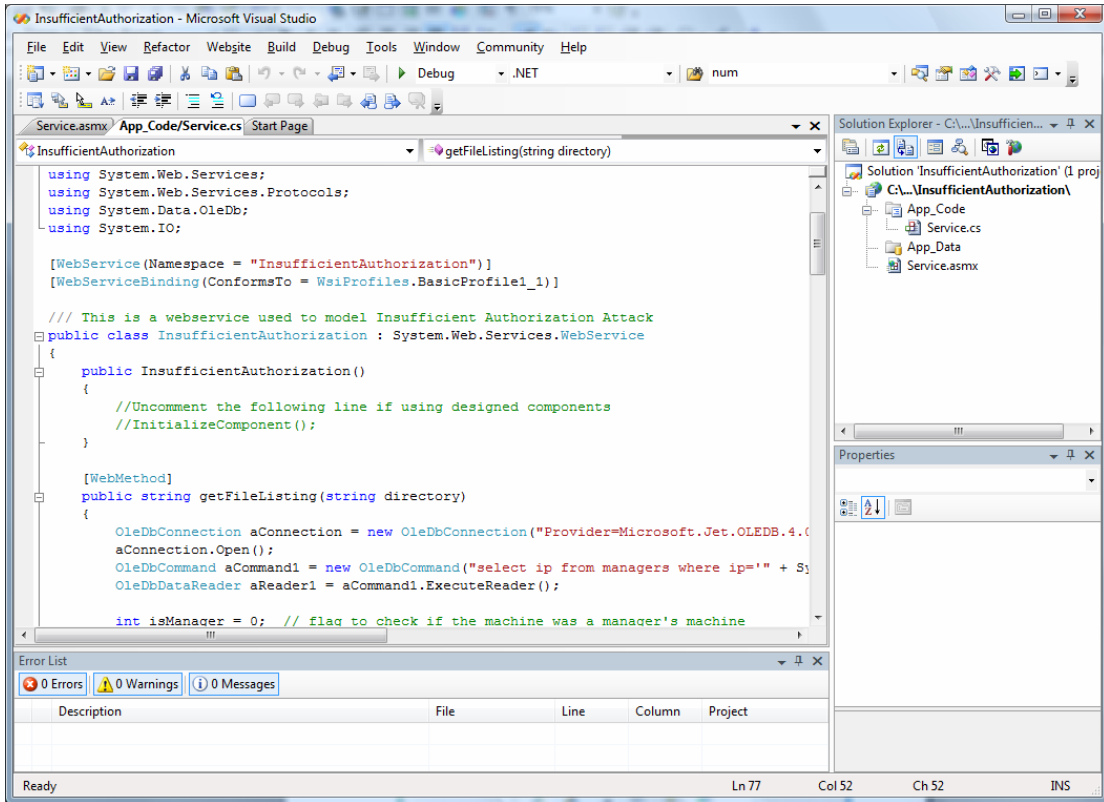 InsufficientAuthorization - Microsoft Visual Studio
File Edit View Refactor Website Build Debug Tools Window Community Help
Debug .NET num
Service.asmx App_Code/Service.cs Start Page
InsufficientAuthorization getFileListing(string directory)
using System.Web.Services;
using System.Web.Services.Protocols;
using System.Data.OleDb;
using System.IO;
[WebService(Namespace = "InsufficientAuthorization")]
[WebServiceBinding(ConformsTo = WsiProfiles.BasicProfile1_1)]
/// This is a webservice used to model Insufficient Authorization Attack
public class InsufficientAuthorization : System.Web.Services.WebService
{
public InsufficientAuthorization()
{
//Uncomment the following line if using designed components
//InitializeComponent();
}
[WebMethod]
public string getFileListing(string directory)
{
OleDbConnection aConnection = new OleDbConnection("Provider=Microsoft.Jet.OLEDB.4.0
aConnection.Open();
OleDbCommand aCommand1 = new OleDbCommand("select ip from managers where ip='" + Sy
OleDbDataReader aReader1 = aCommand1.ExecuteReader();
int isManager = 0; // flag to check if the machine was a manager's machine
Error List
0 Errors 0 Warnings 0 Messages
Description File Line Column Project
Solution Explorer - C:\...\Insufficien...
Solution 'InsufficientAuthorization' (1 proj
C:\...\InsufficientAuthorization\
App_Code
Service.cs
App_Data
Service.asmx
Properties
Ready Ln 77 Col 52 Ch 52 INS